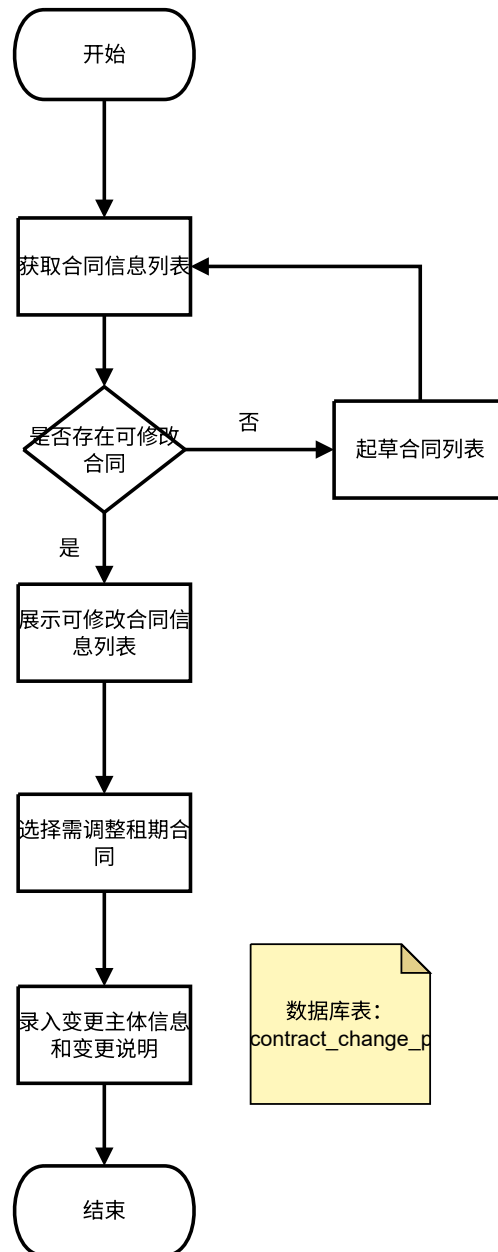 开始
获取合同信息列表
是否存在可修改
合同
否
起草合同列表
是
展示可修改合同信
息列表
选择需调整租期合
同
录入变更主体信息
和变更说明
数据库表：
contract_change_p
结束